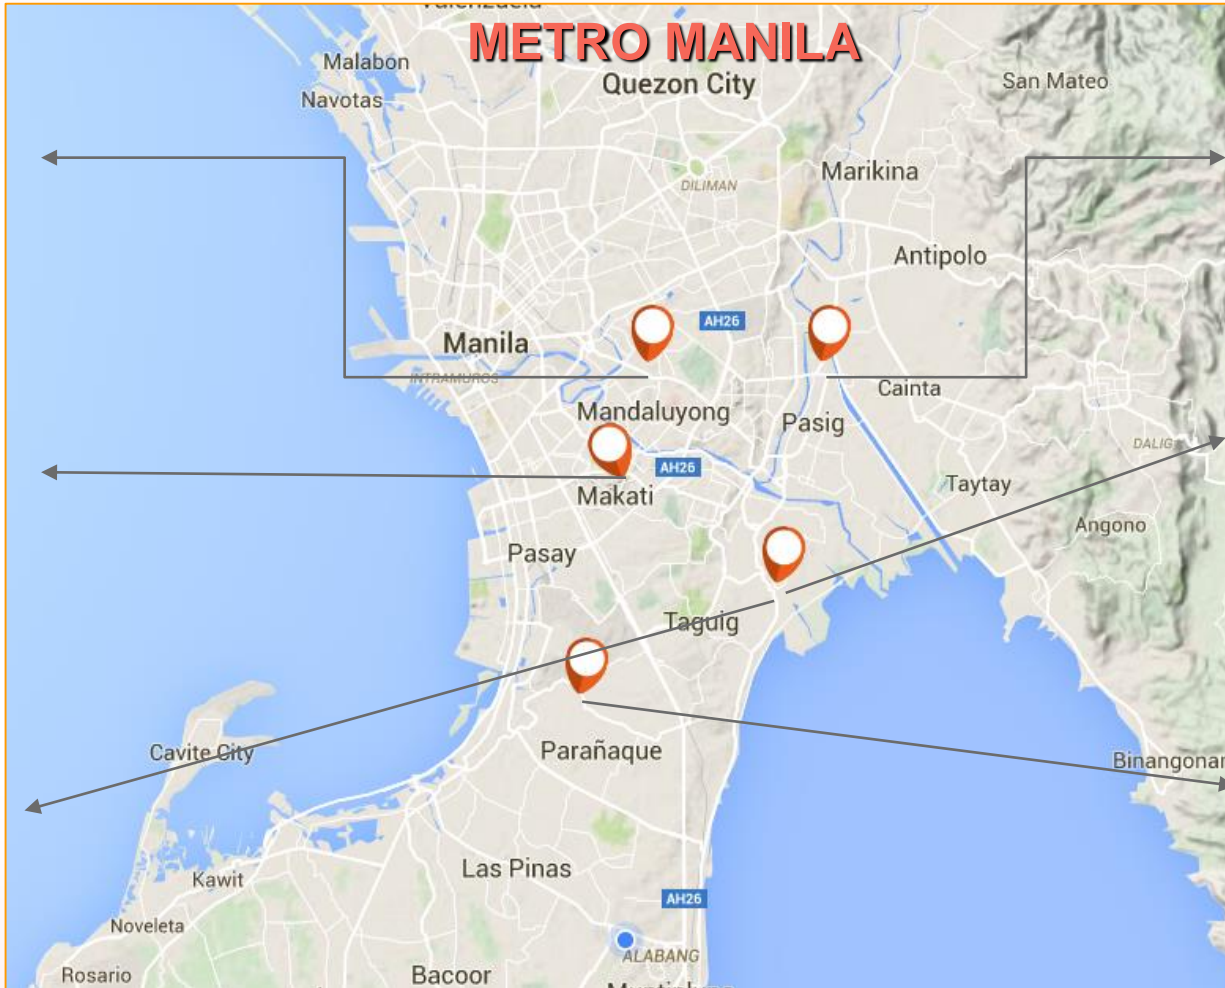 Valenzuela
METRO MANILA
Malabon
Quezon City
San Mateo
Navotas
Marikina
DILIMAN
Antipolo
AH26
Manila
INTRAMUROS
Cainta
Mandaluyong
Pasig
DALIG
AH26
Makati
Taytay
Angono
Pasay
Taguig
Cavite City
Parañaque
Binangonan
Las Pinas
Kawit
AH26
Noveleta
ALABANG
Rosario
Bacoor